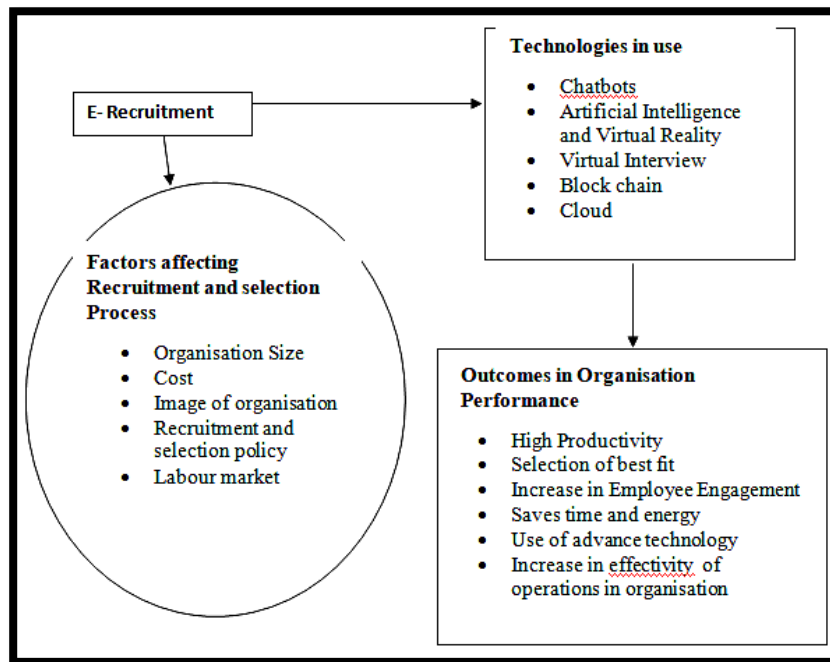 E- Recruitment
Technologies in use
• Chatbots
• Artificial Intelligence
and Virtual Reality
• Virtual Interview
• Block chain
• Cloud
Factors affecting
Recruitment and selection
Process
• Organisation Size
• Cost
• Image of organisation
• Recruitment and
selection policy
• Labour market
Outcomes in Organisation
Performance
• High Productivity
• Selection of best fit
• Increase in Employee Engagement
• Saves time and energy
• Use of advance technology
• Increase in effectivity of
operations in organisation